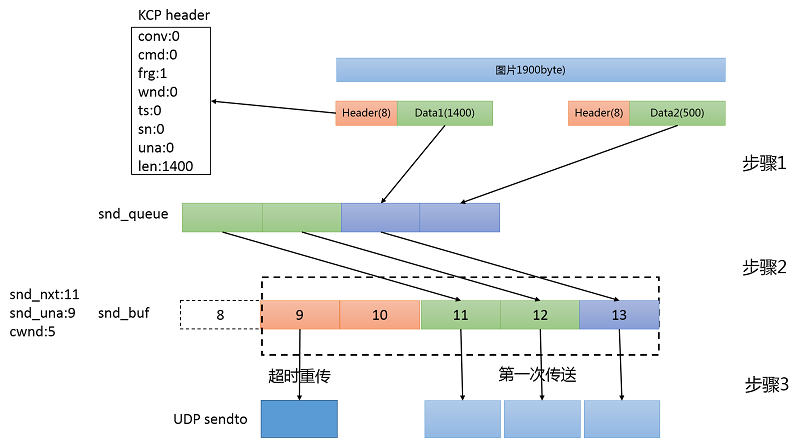 KCP header
conv:0
cmd:0
frg:1
wnd:0
ts:0
sn:0
una:0
len:1400
图片1900byte)
Header(8)
Data1(1400)
Header(8)
Data2(500)
步骤1
snd_queue
步骤2
snd_nxt:11
snd_una:9
cwnd:5
snd_buf
8
9
10
11
12
13
超时重传
第一次传送
步骤3
UDP sendto